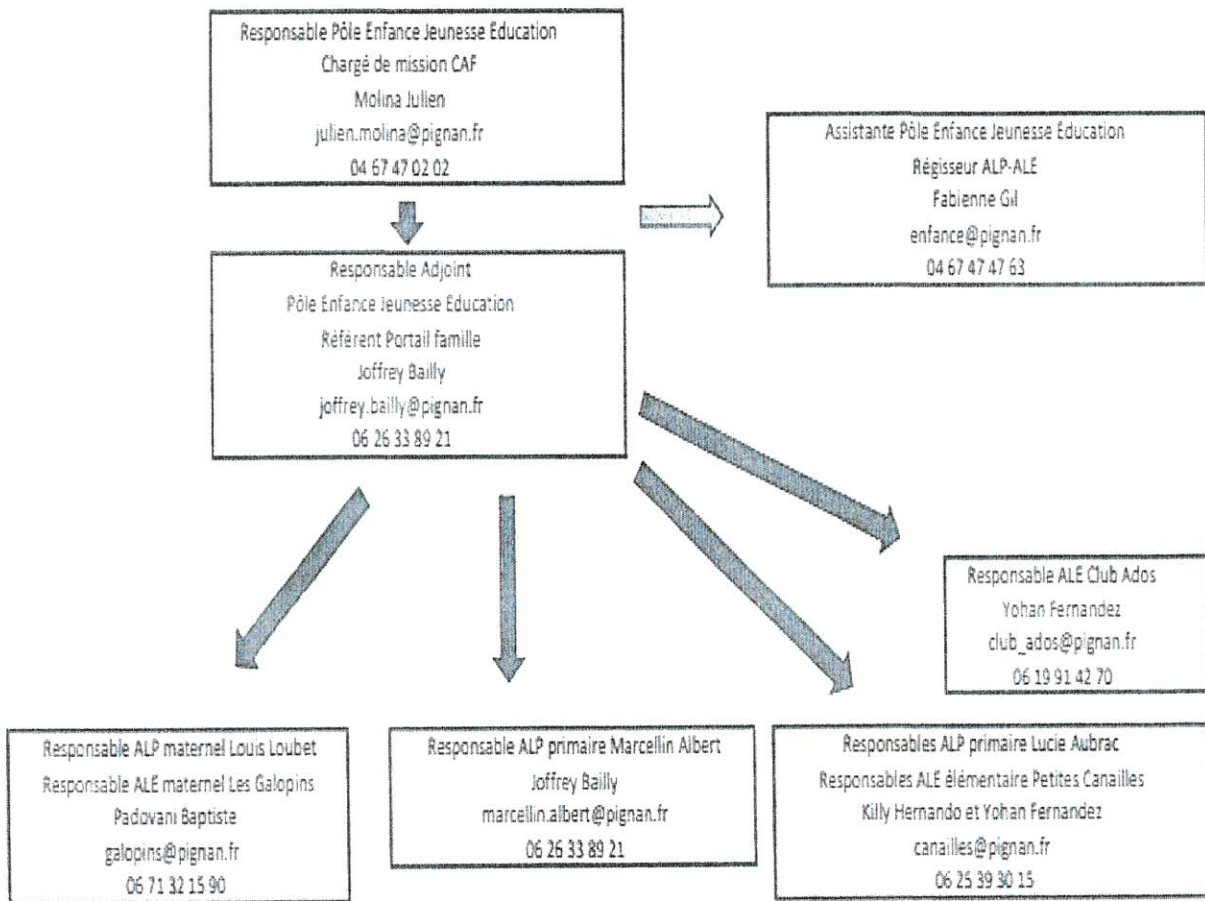 Responsable Pôle Enfance Jeunesse Education
Chargé de mission CAF
Molina Julien
julien.molina@pignan.fr
04 67 47 02 02
Assistante Pôle Enfance Jeunesse Education
Régisseur ALP-ALE
Fabienne Gil
enfance@pignan.fr
04 67 47 47 63
Responsable Adjoint
Pôle Enfance Jeunesse Education
Référent Portail famille
Joffrey Bailly
joffrey.bailly@pignan.fr
06 26 33 89 21
Responsable ALE Club Ados
Yohan Fernandez
club_ados@pignan.fr
06 19 91 42 70
Responsable ALP maternel Louis Loubet
Responsable ALE maternel Les Galopins
Padovani Baptiste
galopins@pignan.fr
06 71 32 15 90
Responsable ALP primaire Marcellin Albert
Joffrey Bailly
marcellin.albert@pignan.fr
06 26 33 89 21
Responsables ALP primaire Lucie Aubrac
Responsables ALE élémentaire Petites Canailles
Killy Hernando et Yohan Fernandez
canailles@pignan.fr
06 25 39 30 15